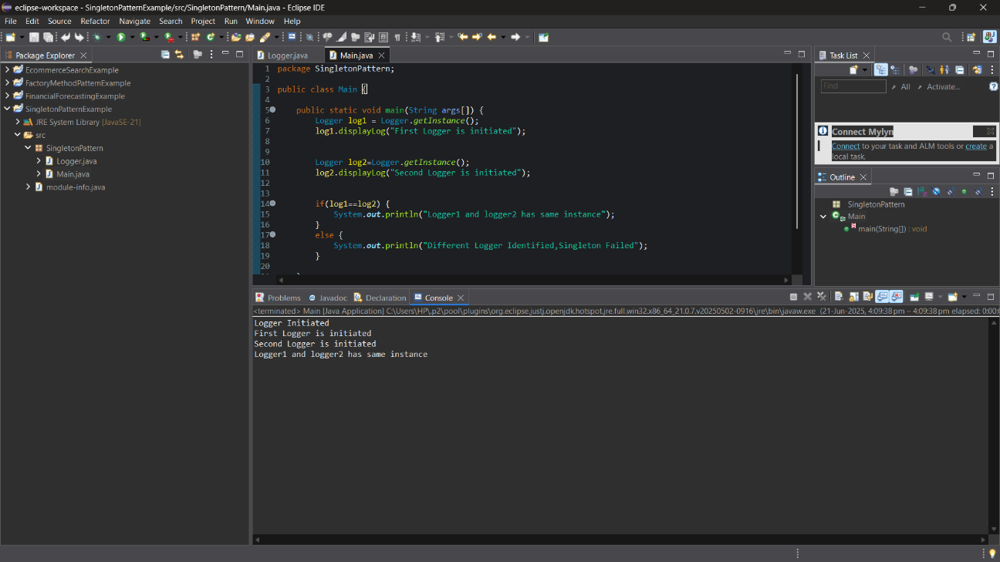 eclipse-workspace - SingletonPatternExample/src/SingletonPattern/Main.java - Eclipse IDE
File Edit Source Refactor Navigate Search Project Run Window Help
Package Explorer
EcommerceSearchExample
FactoryMethodPatternExample
FinancialForecastingExample
SingletonPatternExample
JRE System Library [JavaSE-21]
src
SingletonPattern
Logger.java
Main.java
module-info.java
Logger.java Main.java
1 package SingletonPattern;
2
3 public class Main {
4
5 public static void main(String args[]) {
6 Logger log1 = Logger.getInstance();
7 log1.displayLog("First Logger is initiated");
8
9
10 Logger log2=Logger.getInstance();
11 log2.displayLog("Second Logger is initiated");
12
13
14 if(log1==log2) {
15 System.out.println("Logger1 and logger2 has same instance");
16 }
17 else {
18 System.out.println("Different Logger Identified,Singleton Failed");
19 }
20
Task List
Find All Activate...
Connect Mylyn
Connect to your task and ALM tools or create a
local task.
Outline
SingletonPattern
Main
main(String[]) : void
Problems Javadoc Declaration Console
<terminated> Main [Java Application] C:\Users\HP\.p2\pool\plugins\org.eclipse.justj.openjdk.hotspot.jre.full.win32.x86_64_21.0.7.v20250502-0916\jre\bin\javaw.exe (21-Jun-2025, 4:09:38 pm – 4:09:38 pm elapsed: 0:00:
Logger Initiated
First Logger is initiated
Second Logger is initiated
Logger1 and logger2 has same instance